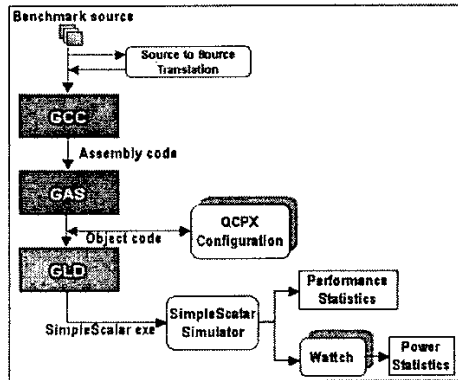 Benchmark source
Source to Source
Translation
GCC
Assembly code
GAS
Object code
QCPX
Configuration
GLD
SimpleScalar exe
SimpleScalar
Simulator
Performance
Statistics
Wattch
Power
Statistics